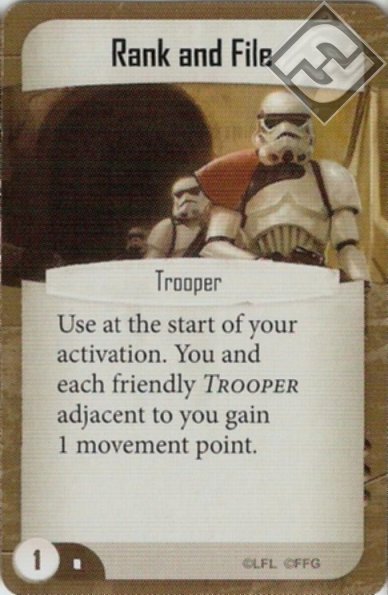 Rank and File
Trooper
Use at the start of your
activation. You and
each friendly TROOPER
adjacent to you gain
1 movement point.
1
©LFL ©FFG